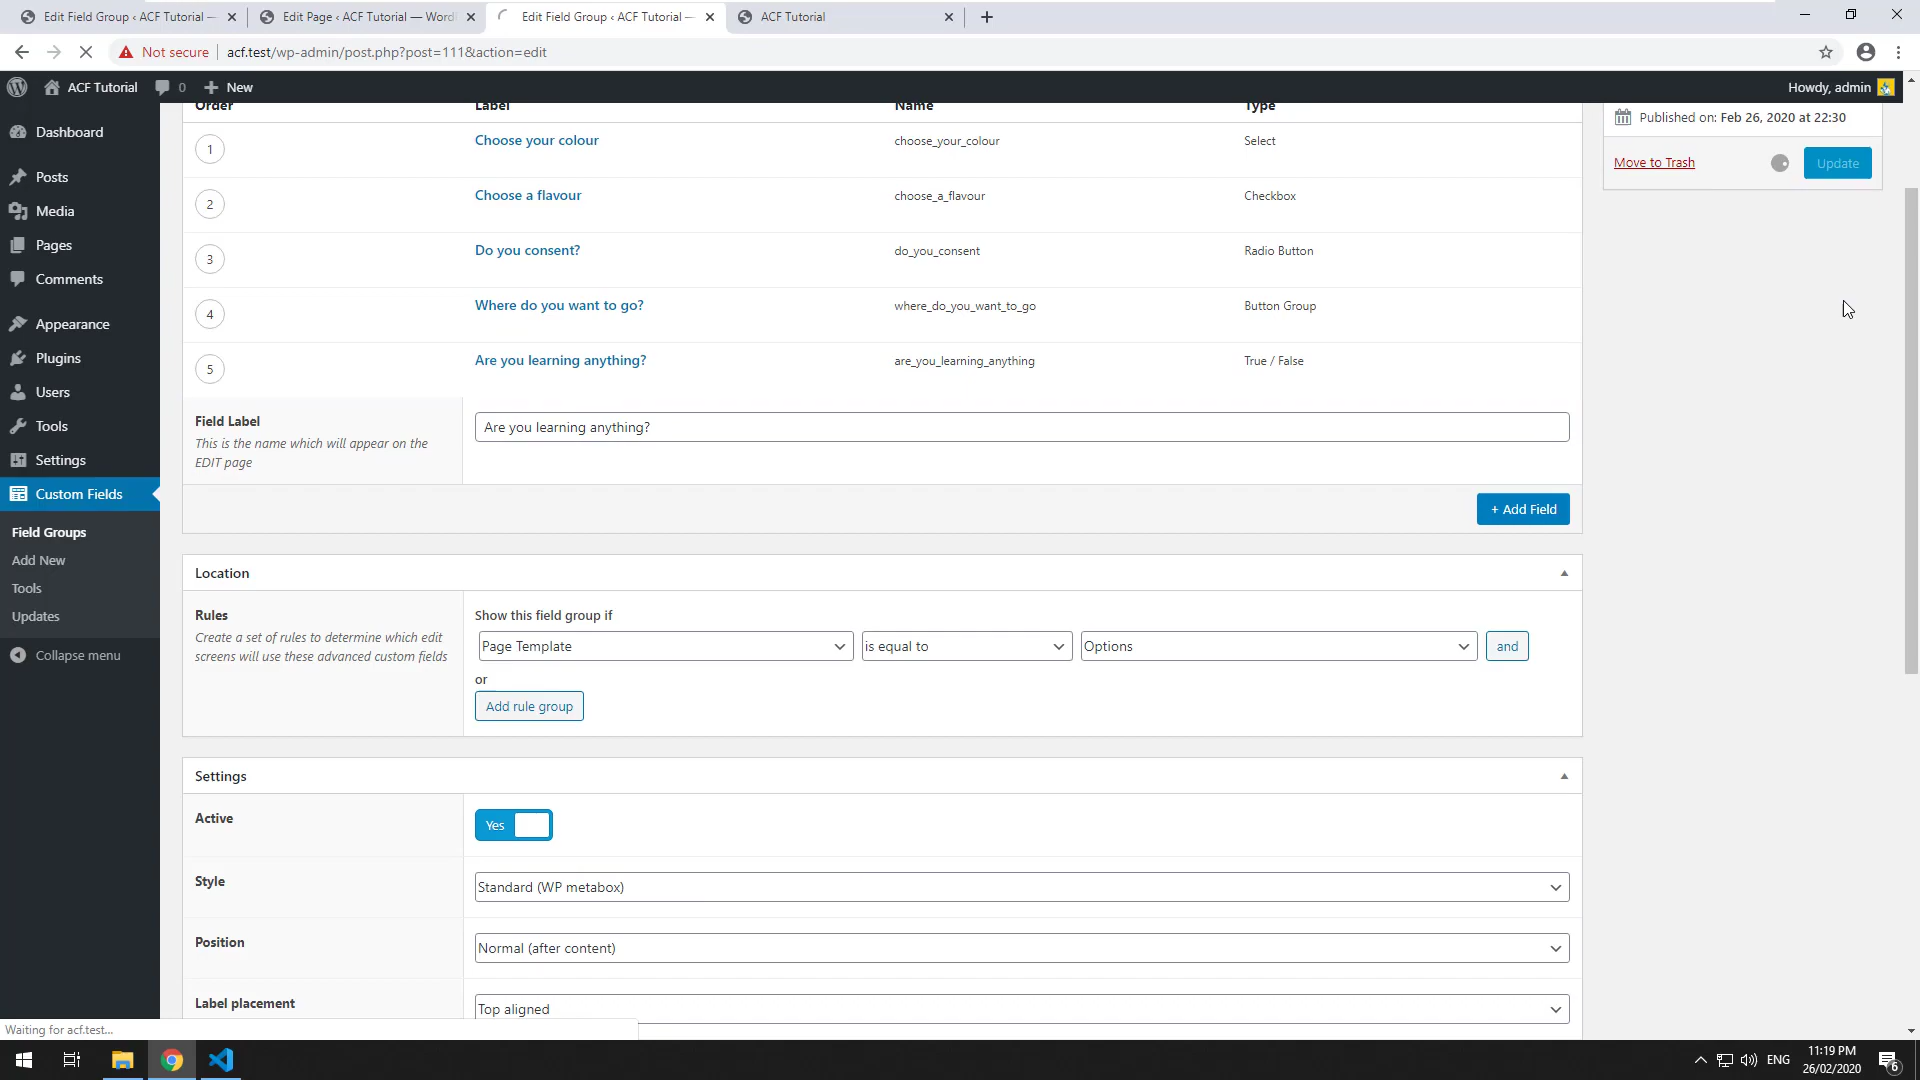 Edit Field Group ‹ ACF Tutorial —
Edit Page ‹ ACF Tutorial — Word
Edit Field Group ‹ ACF Tutorial —
ACF Tutorial
Not secure
acf.test/wp-admin/post.php?post=111&action=edit
ACF Tutorial
0
New
Howdy, admin
Dashboard
Posts
Media
Pages
Comments
Appearance
Plugins
Users
Tools
Settings
Custom Fields
Field Groups
Add New
Tools
Updates
Collapse menu
Order Label Name Type
1 Choose your colour choose_your_colour Select
2 Choose a flavour choose_a_flavour Checkbox
3 Do you consent? do_you_consent Radio Button
4 Where do you want to go? where_do_you_want_to_go Button Group
5 Are you learning anything? are_you_learning_anything True / False
Field Label
This is the name which will appear on the
EDIT page
Are you learning anything?
+ Add Field
Published on: Feb 26, 2020 at 22:30
Move to Trash
Update
Location
Rules
Create a set of rules to determine which edit
screens will use these advanced custom fields
Show this field group if
Page Template is equal to Options and
or
Add rule group
Settings
Active
Yes
Style
Standard (WP metabox)
Position
Normal (after content)
Label placement
Top aligned
Waiting for acf.test...
ENG
11:19 PM
26/02/2020
6